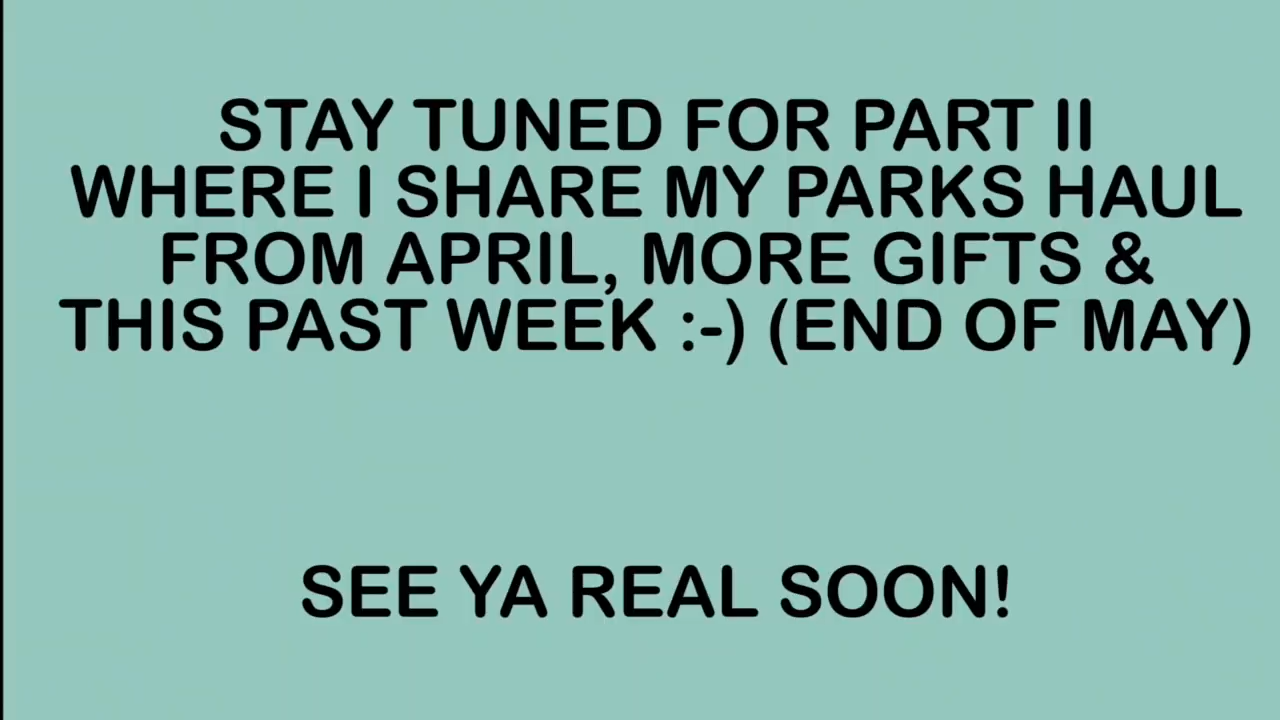 STAY TUNED FOR PART II
WHERE I SHARE MY PARKS HAUL
FROM APRIL, MORE GIFTS &
THIS PAST WEEK :-) (END OF MAY)
SEE YA REAL SOON!